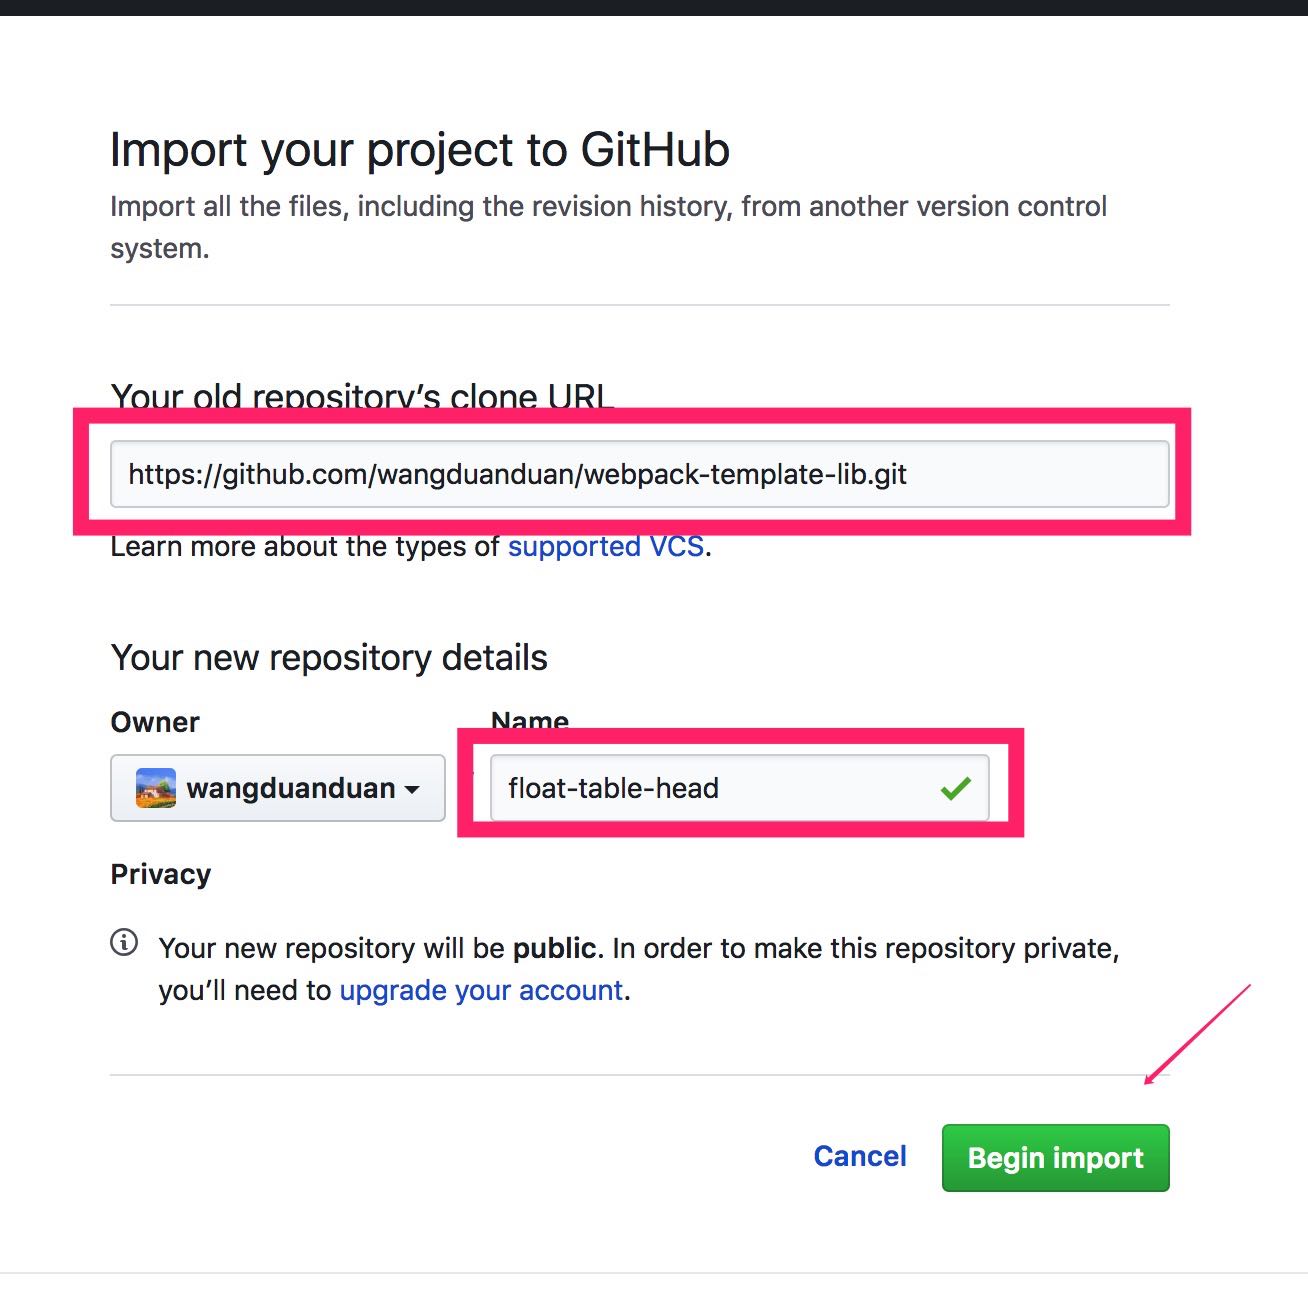 Import your project to GitHub
Import all the files, including the revision history, from another version control
system.
Your old repository’s clone URL
https://github.com/wangduanduan/webpack-template-lib.git
Learn more about the types of supported VCS.
Your new repository details
Owner
Name
wangduanduan
float-table-head
Privacy
Your new repository will be public. In order to make this repository private,
you’ll need to upgrade your account.
Cancel
Begin import